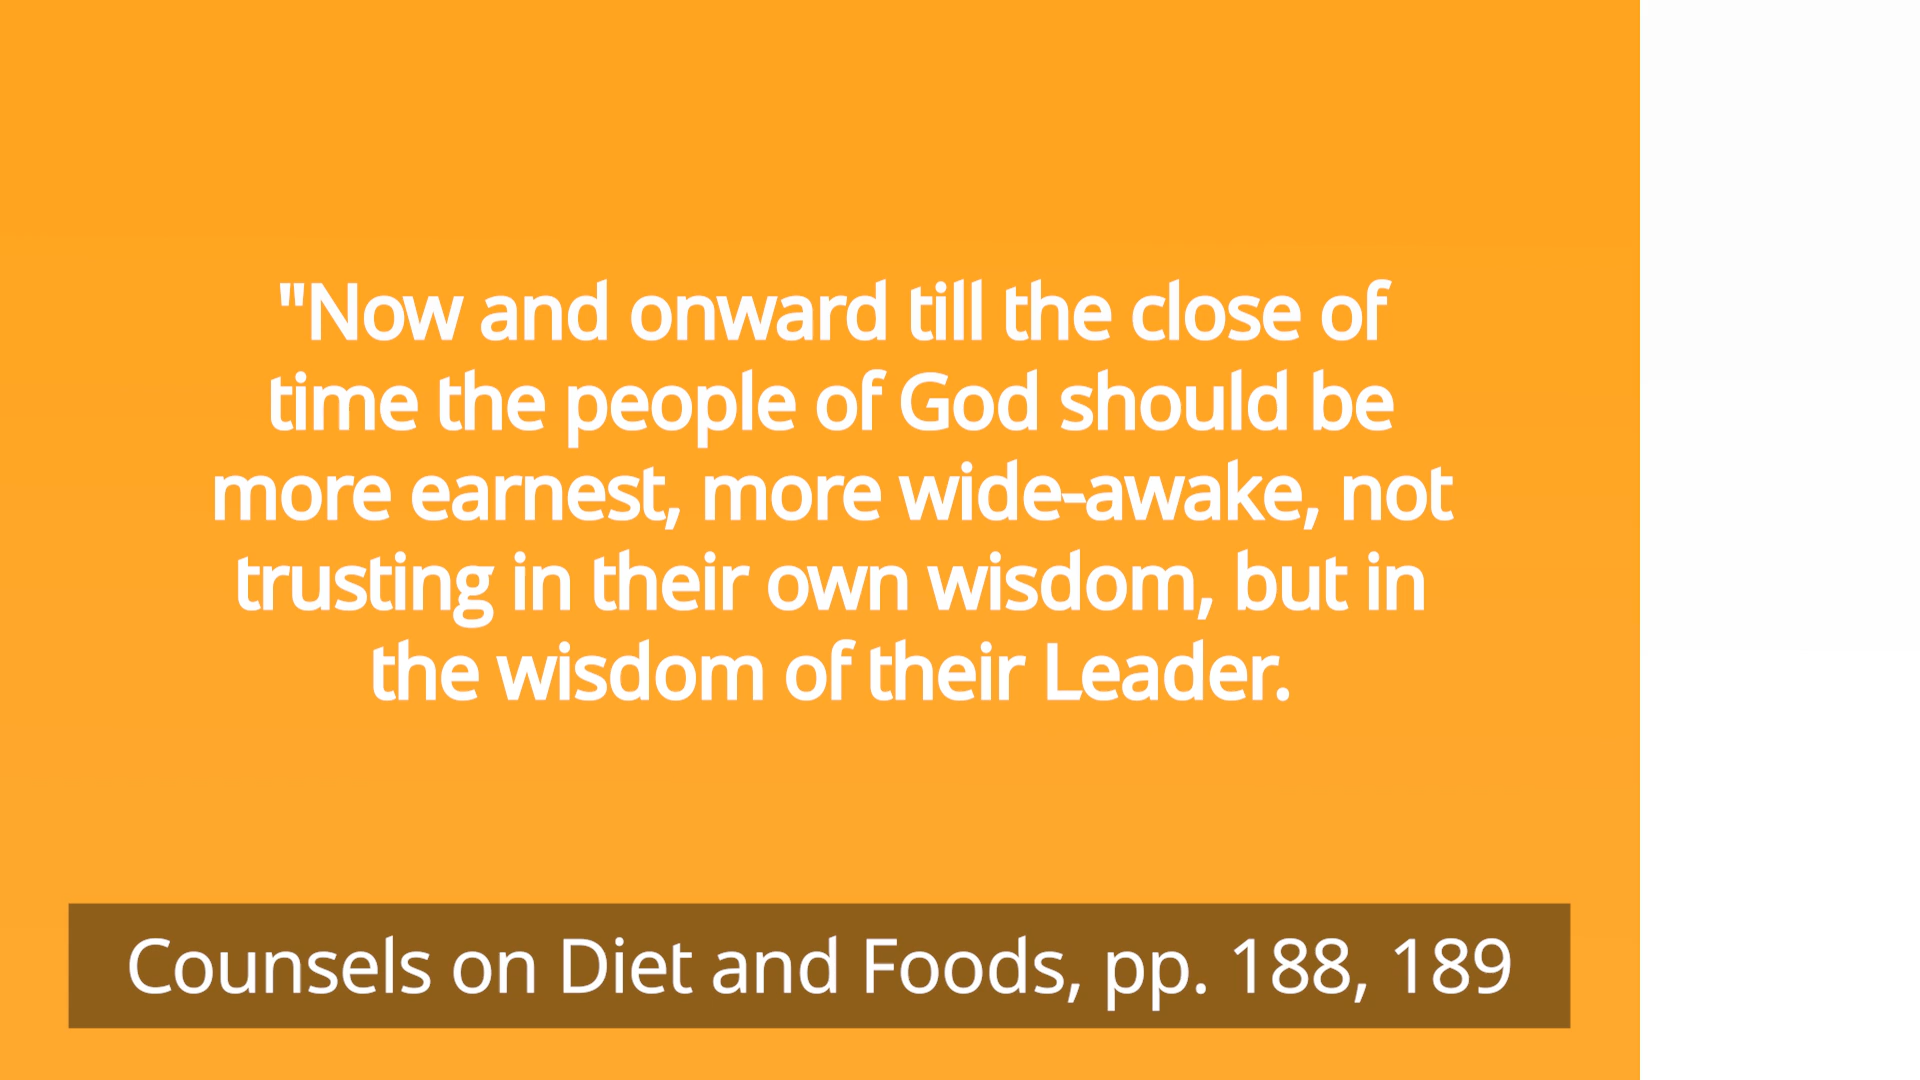 "Now and onward till the close of
time the people of God should be
more earnest, more wide-awake, not
trusting in their own wisdom, but in
the wisdom of their Leader.
Counsels on Diet and Foods, pp. 188, 189